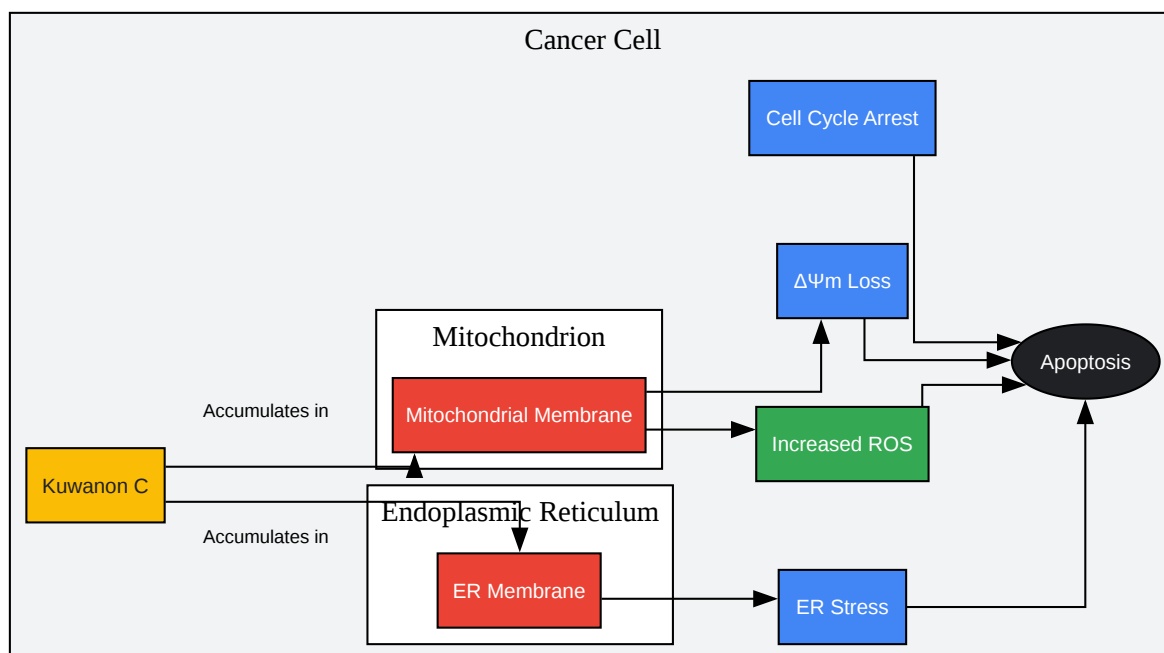 Cancer Cell
Cell Cycle Arrest
ΔΨm Loss
Mitochondrion
Apoptosis
Accumulates in
Mitochondrial Membrane
Increased ROS
Kuwanon C
Endoplasmic Reticulum
Accumulates in
ER Membrane
ER Stress